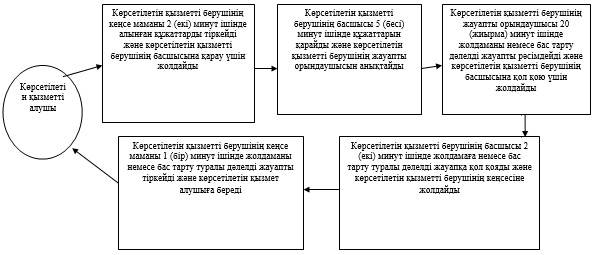 Көрсетілетін қызметті берушінің
кеңсе маманы 2 (екі) минут ішінде
алынған құжаттарды тіркейді
және көрсетілетін қызметті
берушінің басшысына қарау үшін
жолдайды
Көрсетілетін қызметті
берушінің басшысы 5 (бесі)
минут ішінде құжаттарын
қарайды және көрсетілетін
қызметті берушінің жауапты
орындаушысын анықтайды
Көрсетілетін қызметті берушінің
жауапты орындаушысы 20
(жиырма) минут ішінде
жолдаманы немесе бас тарту
дәлелді жауапты рәсімдейді және
көрсетілетін қызметті берушінің
басшысына қол қою үшін
жолдайды
Көрсетілеті
н қызметті
алушы
Көрсетілетін қызметті берушінің кеңсе
маманы 1 (бір) минут ішінде жолдаманы
немесе бас тарту туралы дәлелді жауапты
тіркейді және көрсетілетін қызмет
алушыға береді
Көрсетілетін қызметті берушінің басшысы 2
(екі) минут ішінде жолдамаға немесе бас
тарту туралы дәлелді жауапқа қол қояды және
көрсетілетін қызметті берушінің кеңсесіне
жолдайды